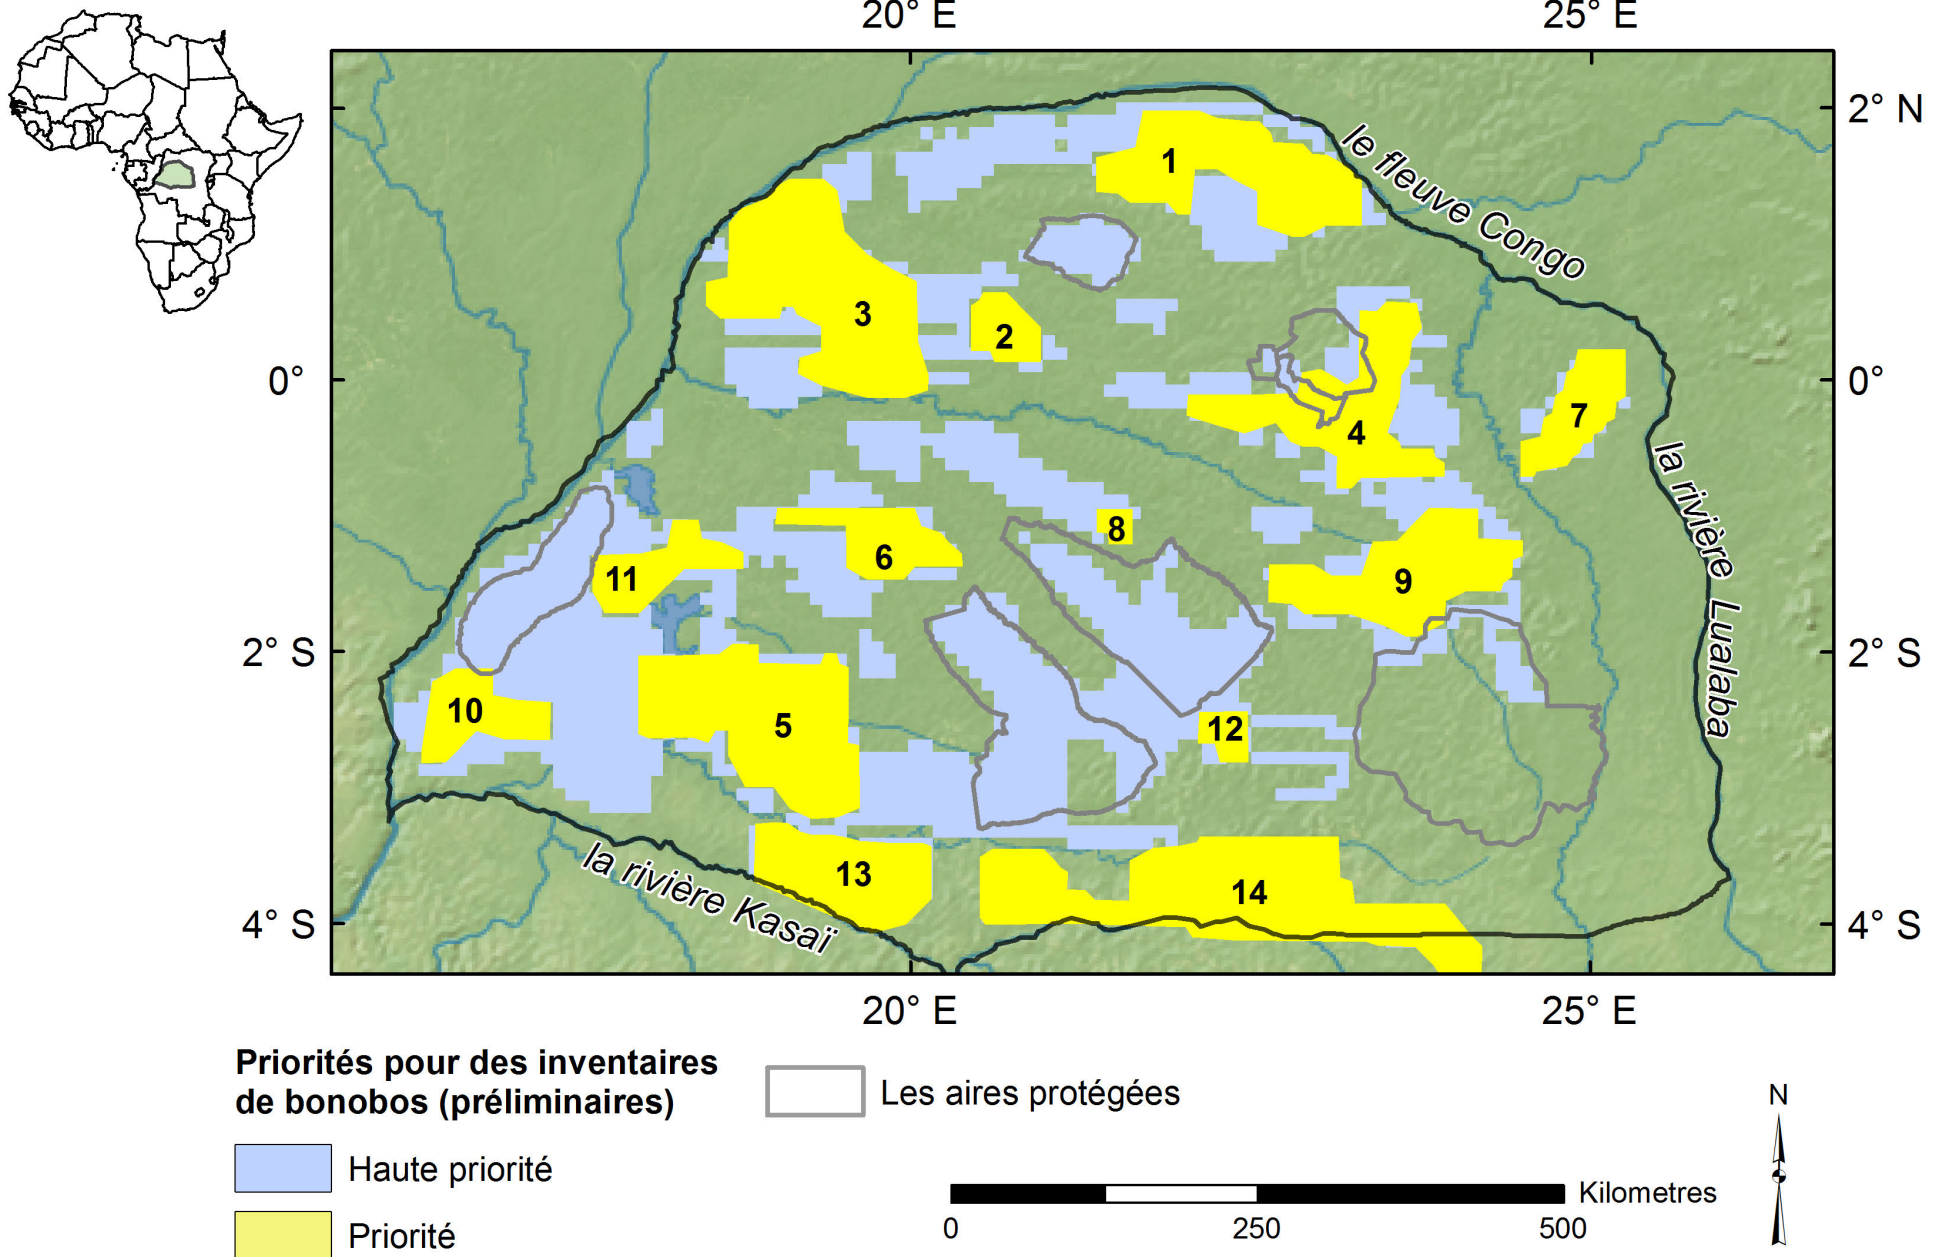 20° E
25° E
2° N
le fleuve Congo
1
3
2
0°
0°
4
7
la rivière Lualaba
8
6
11
9
2° S
2° S
10
5
12
13
14
la rivière Kasaï
4° S
4° S
20° E
25° E
Priorités pour des inventaires
de bonobos (préliminaires)
Les aires protégées
N
Haute priorité
Kilometres
Priorité
0
250
500